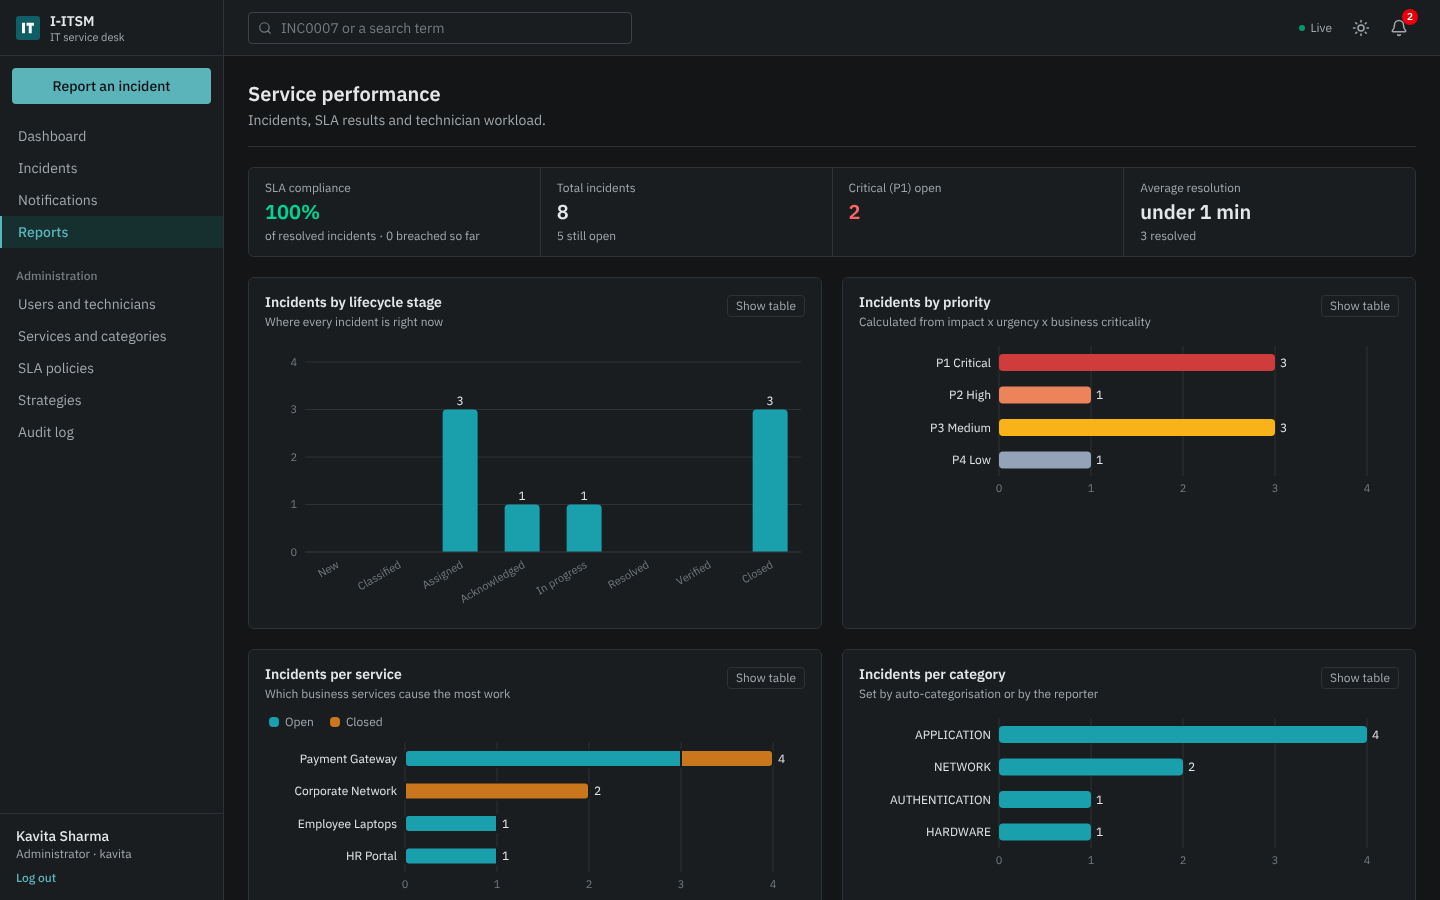 IT
I-ITSM
IT service desk
INC0007 or a search term
Live
2
Report an incident
Dashboard
Incidents
Notifications
Reports
Administration
Users and technicians
Services and categories
SLA policies
Strategies
Audit log
Kavita Sharma
Administrator · kavita
Log out
Service performance
Incidents, SLA results and technician workload.
SLA compliance
100%
of resolved incidents · 0 breached so far
Total incidents
8
5 still open
Critical (P1) open
2
Average resolution
under 1 min
3 resolved
Incidents by lifecycle stage
Show table
Where every incident is right now
4
3
2
1
0
3
1
1
3
New
Classified
Assigned
Acknowledged
In progress
Resolved
Verified
Closed
Incidents by priority
Show table
Calculated from impact x urgency x business criticality
P1 Critical 3
P2 High 1
P3 Medium 3
P4 Low 1
0 1 2 3 4
Incidents per service
Show table
Which business services cause the most work
Open Closed
Payment Gateway 4
Corporate Network 2
Employee Laptops 1
HR Portal 1
0 1 2 3 4
Incidents per category
Show table
Set by auto-categorisation or by the reporter
APPLICATION 4
NETWORK 2
AUTHENTICATION 1
HARDWARE 1
0 1 2 3 4